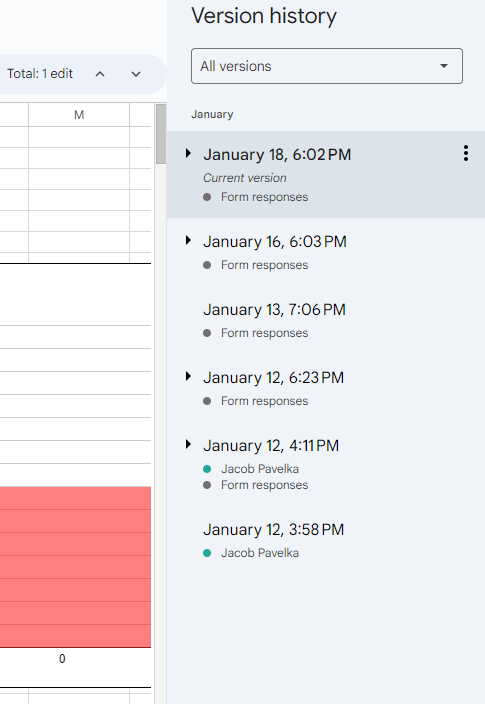 Version history
Total: 1 edit
All versions
January
M
January 18, 6:02 PM
Current version
Form responses
January 16, 6:03 PM
Form responses
January 13, 7:06 PM
Form responses
January 12, 6:23 PM
Form responses
January 12, 4:11 PM
Jacob Pavelka
Form responses
January 12, 3:58 PM
Jacob Pavelka
0